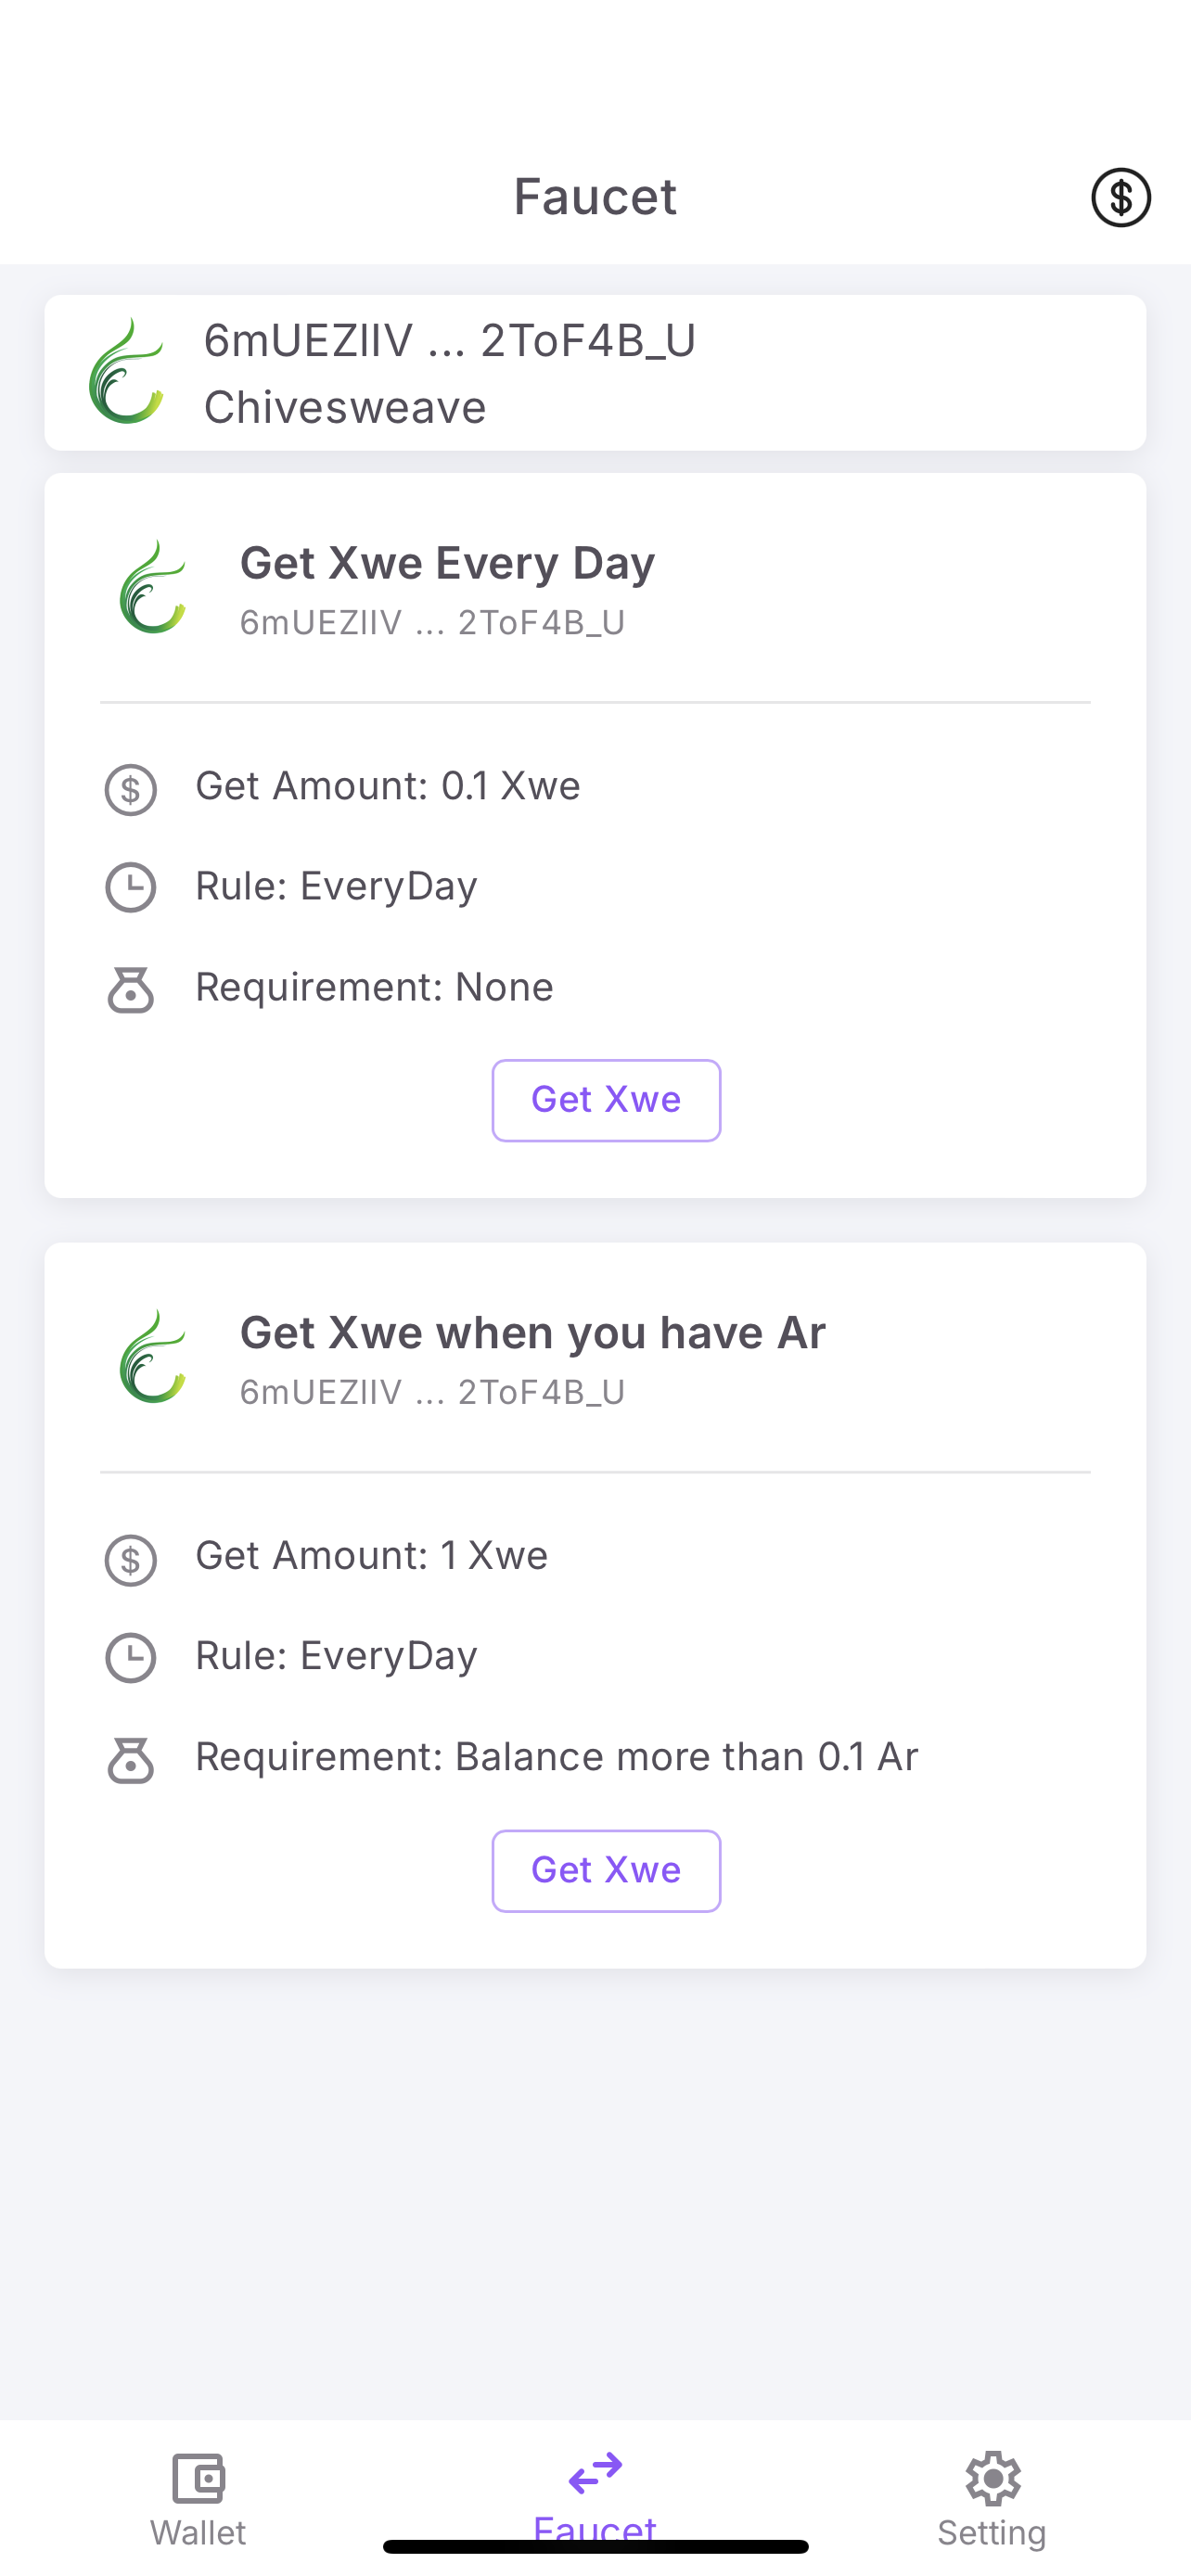 Faucet
6mUEZIIV ... 2ToF4B_U
Chivesweave
Get Xwe Every Day
6mUEZIIV ... 2ToF4B_U
Get Amount: 0.1 Xwe
Rule: EveryDay
Requirement: None
Get Xwe
Get Xwe when you have Ar
6mUEZIIV ... 2ToF4B_U
Get Amount: 1 Xwe
Rule: EveryDay
Requirement: Balance more than 0.1 Ar
Get Xwe
Wallet
Faucet
Setting